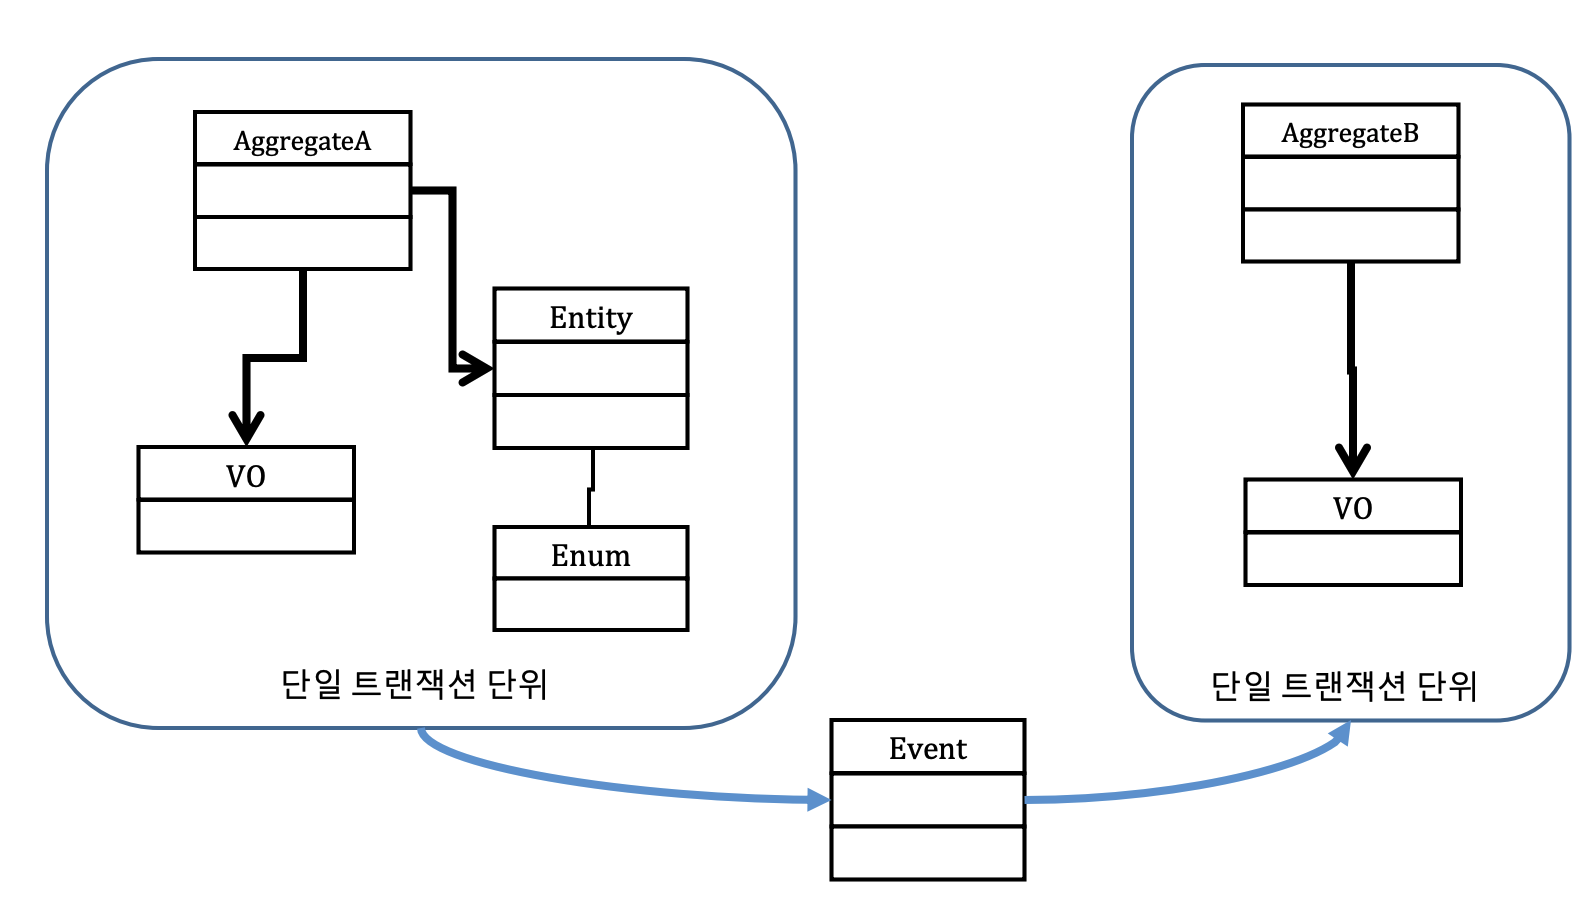 AggregateA
Entity
VO
Enum
단일 트랜잭션 단위
AggregateB
VO
단일 트랜잭션 단위
Event